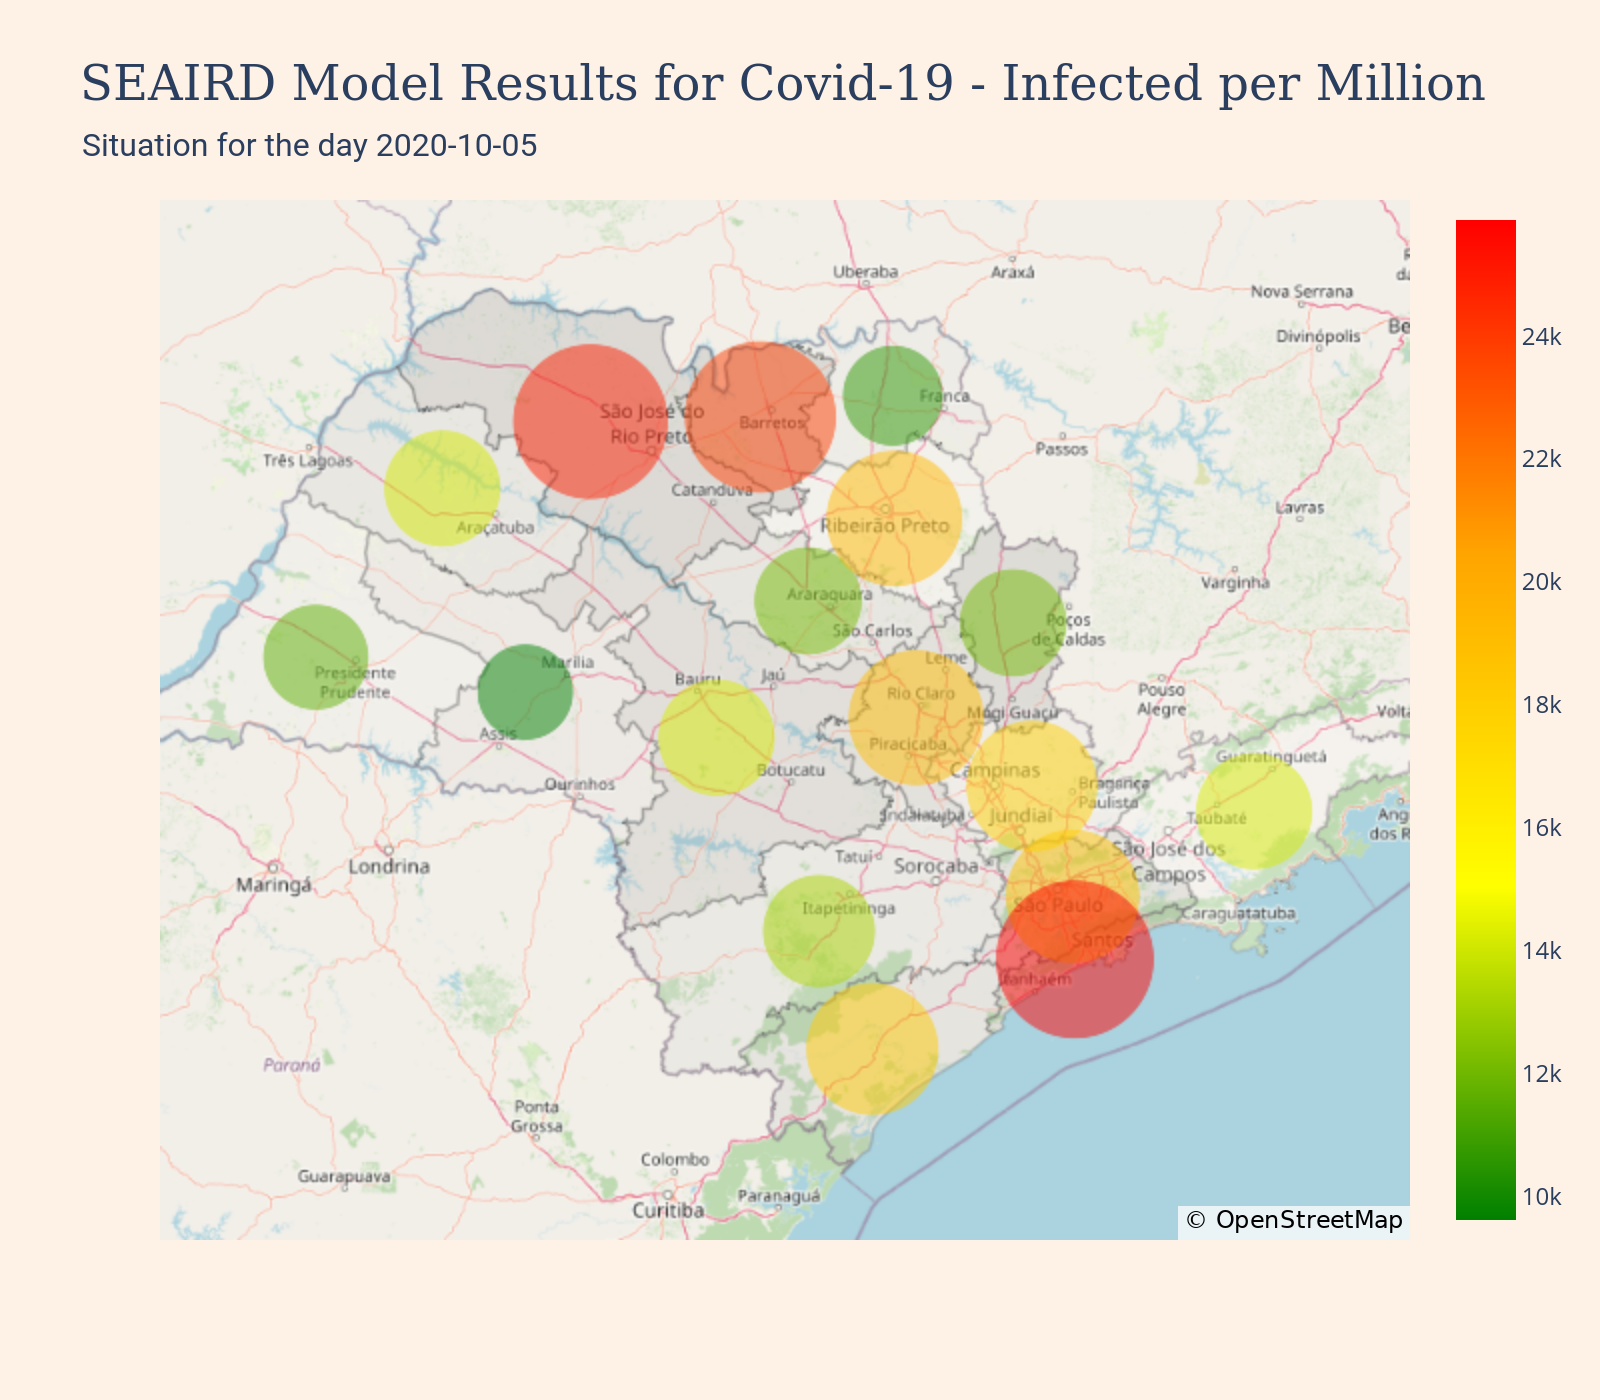 SEAIRD Model Results for Covid-19 - Infected per Million
Situation for the day 2020-10-05
Uberaba
Araxá
Nova Serrana
Divinópolis
24k
São José do
Rio Preto
Barretos
Franca
Passos
Três Lagoas
22k
Catanduva
Lavras
Araçatuba
Ribeirão Preto
Varginha
20k
Araraquara
São Carlos
Poços
de Caldas
Leme
Marília
Presidente
Prudente
Bauru
Jaú
Rio Claro
Pouso
Alegre
Mogi Guaçu
18k
Assis
Piracicaba
Guaratinguetá
Campinas
Botucatu
Ourinhos
Bragança
Paulista
Indaiatuba
Jundiaí
Taubaté
16k
São José dos
Campos
Tatuí
Sorocaba
Londrina
Maringá
Itapetininga
São Paulo
Caraguatatuba
Santos
14k
Itanhaém
Paraná
12k
Ponta
Grossa
Colombo
Guarapuava
Paranaguá
Curitiba
10k
© OpenStreetMap